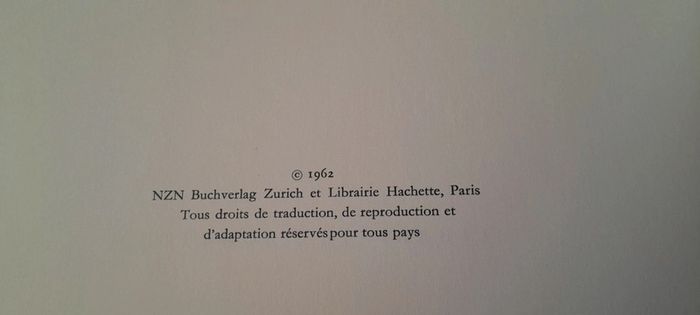 © 1962
NZN Buchverlag Zurich et Librairie Hachette, Paris
Tous droits de traduction, de reproduction et
d'adaptation réservés pour tous pays